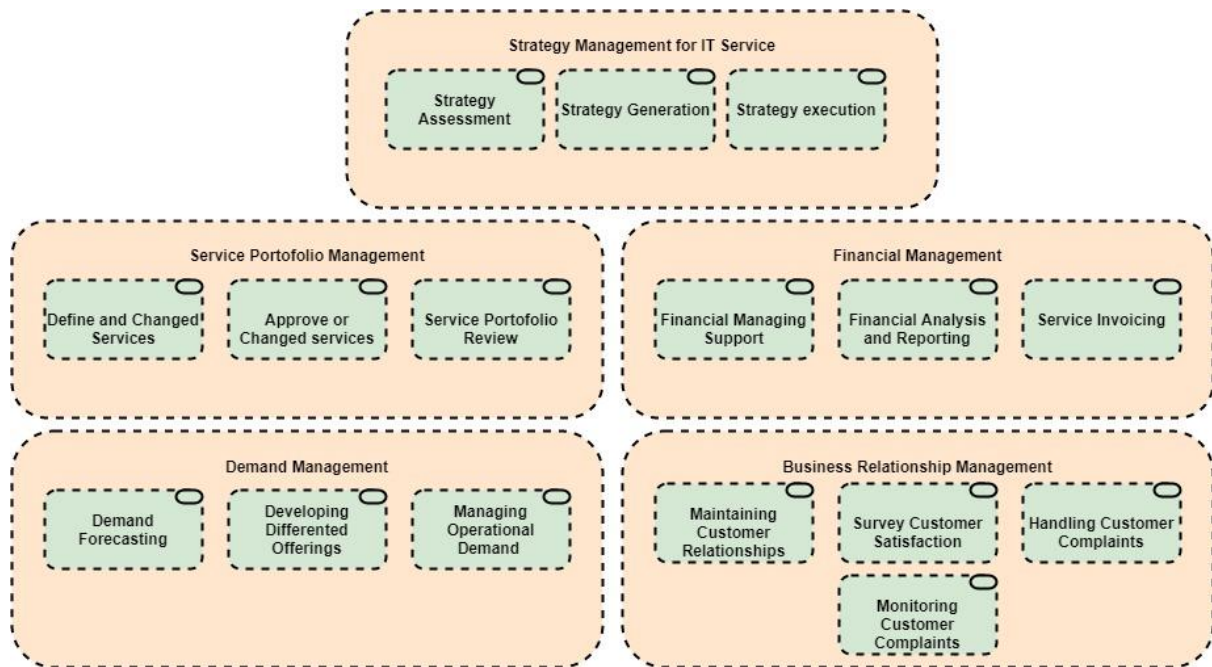 Strategy Management for IT Service
Strategy
Assessment
Strategy Generation
Strategy execution
Service Portofolio Management
Define and Changed
Services
Approve or
Changed services
Service Portofolio
Review
Financial Management
Financial Managing
Support
Financial Analysis
and Reporting
Service Invoicing
Demand Management
Demand
Forecasting
Developing
Differented
Offerings
Managing
Operational
Demand
Business Relationship Management
Maintaining
Customer
Relationships
Survey Customer
Satisfaction
Handling Customer
Complaints
Monitoring
Customer
Complaints